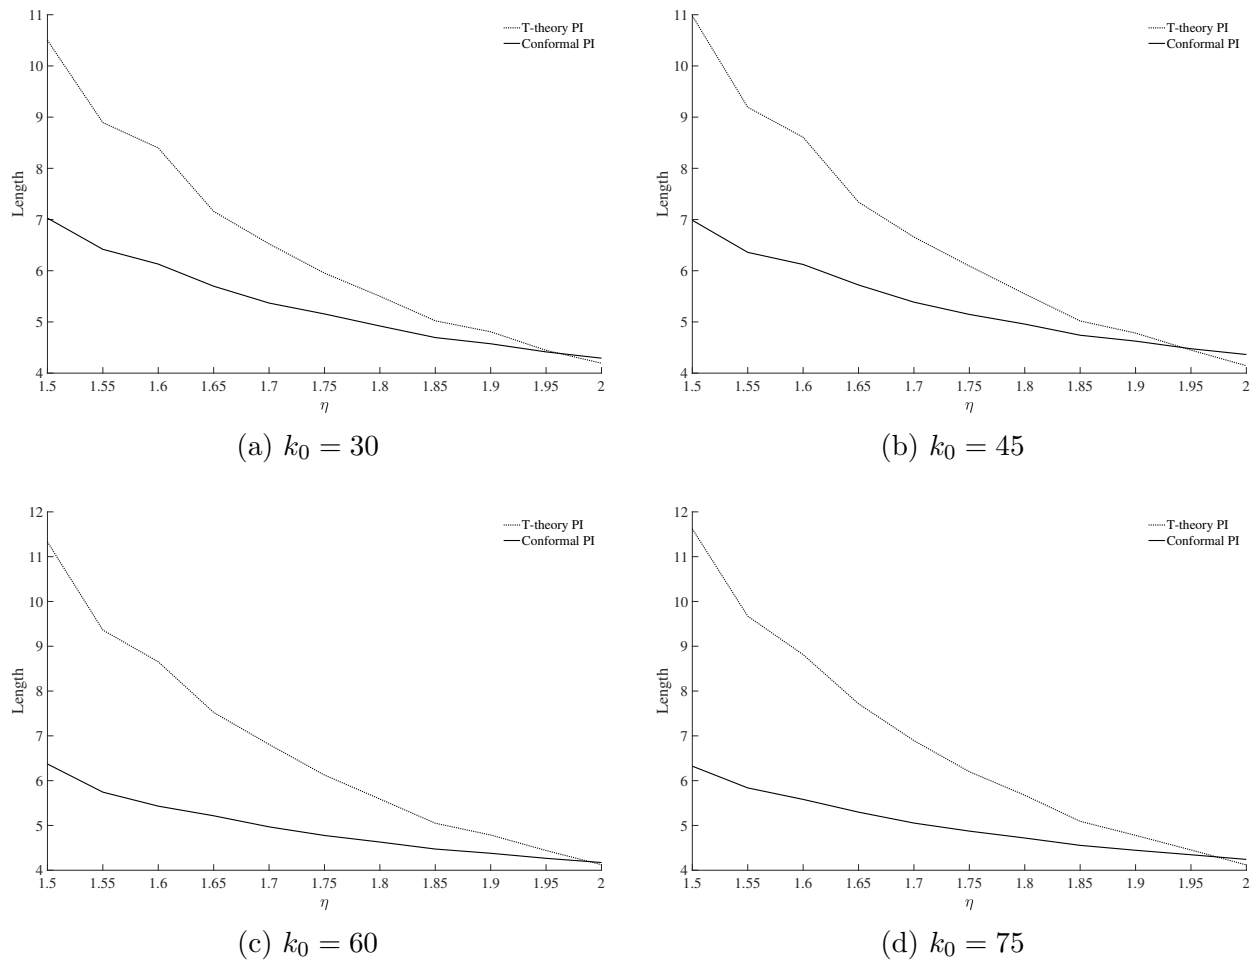 11
10
9
8
7
6
5
4
Length
T-theory PI
Conformal PI
1.5 1.55 1.6 1.65 1.7 1.75 1.8 1.85 1.9 1.95 2
η
(a) k₀ = 30
11
10
9
8
7
6
5
4
Length
T-theory PI
Conformal PI
1.5 1.55 1.6 1.65 1.7 1.75 1.8 1.85 1.9 1.95 2
η
(b) k₀ = 45
12
11
10
9
8
7
6
5
4
Length
T-theory PI
Conformal PI
1.5 1.55 1.6 1.65 1.7 1.75 1.8 1.85 1.9 1.95 2
η
(c) k₀ = 60
12
11
10
9
8
7
6
5
4
Length
T-theory PI
Conformal PI
1.5 1.55 1.6 1.65 1.7 1.75 1.8 1.85 1.9 1.95 2
η
(d) k₀ = 75